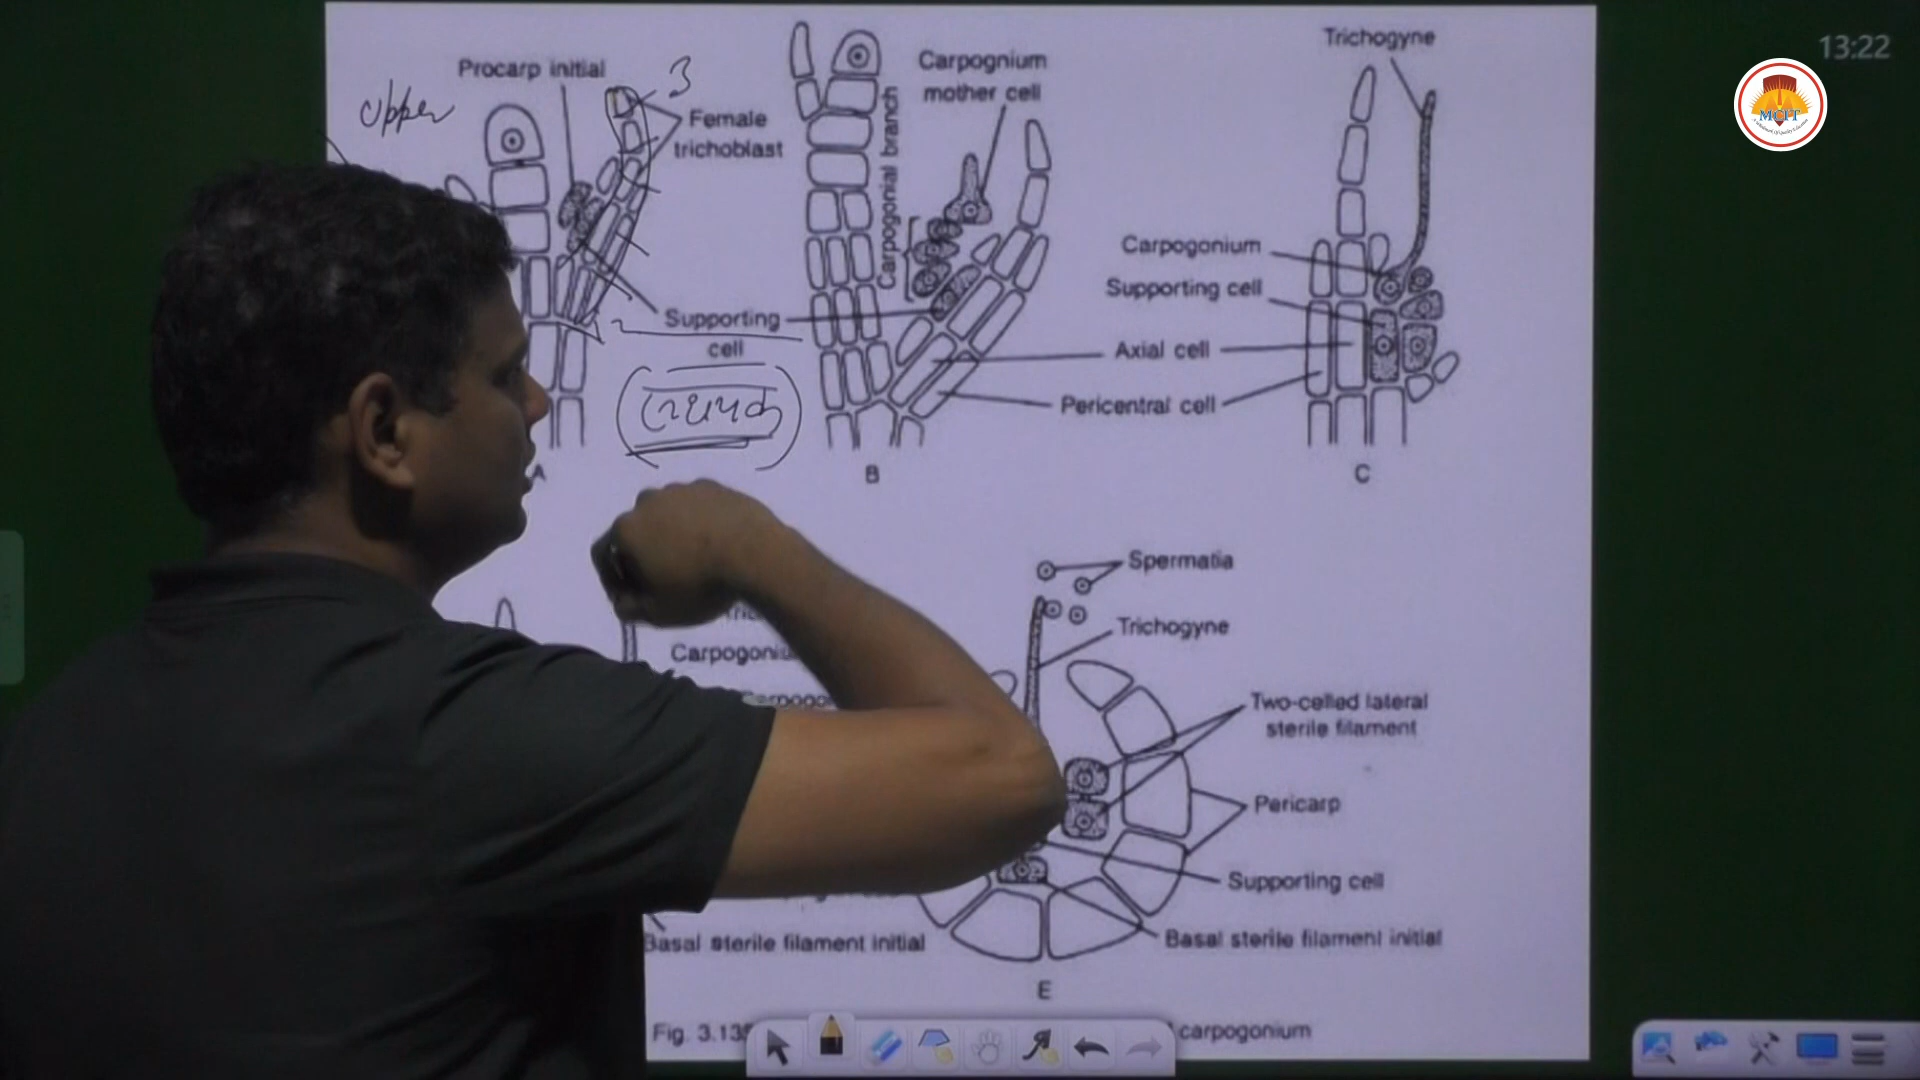 13:22
MCPT
Procarp initial
Upper
3
Female
trichoblast
Supporting
cell
A
Carpognium
mother cell
Carpogonial branch
B
Trichogyne
Carpogonium
Supporting cell
Axial cell
Pericentral cell
C
Carpogoni
Basal sterile filament initial
Spermatia
Trichogyne
Two-celled lateral
sterile filament
Pericarp
Supporting cell
Basal sterile filament initial
E
Fig. 3.13
carpogonium